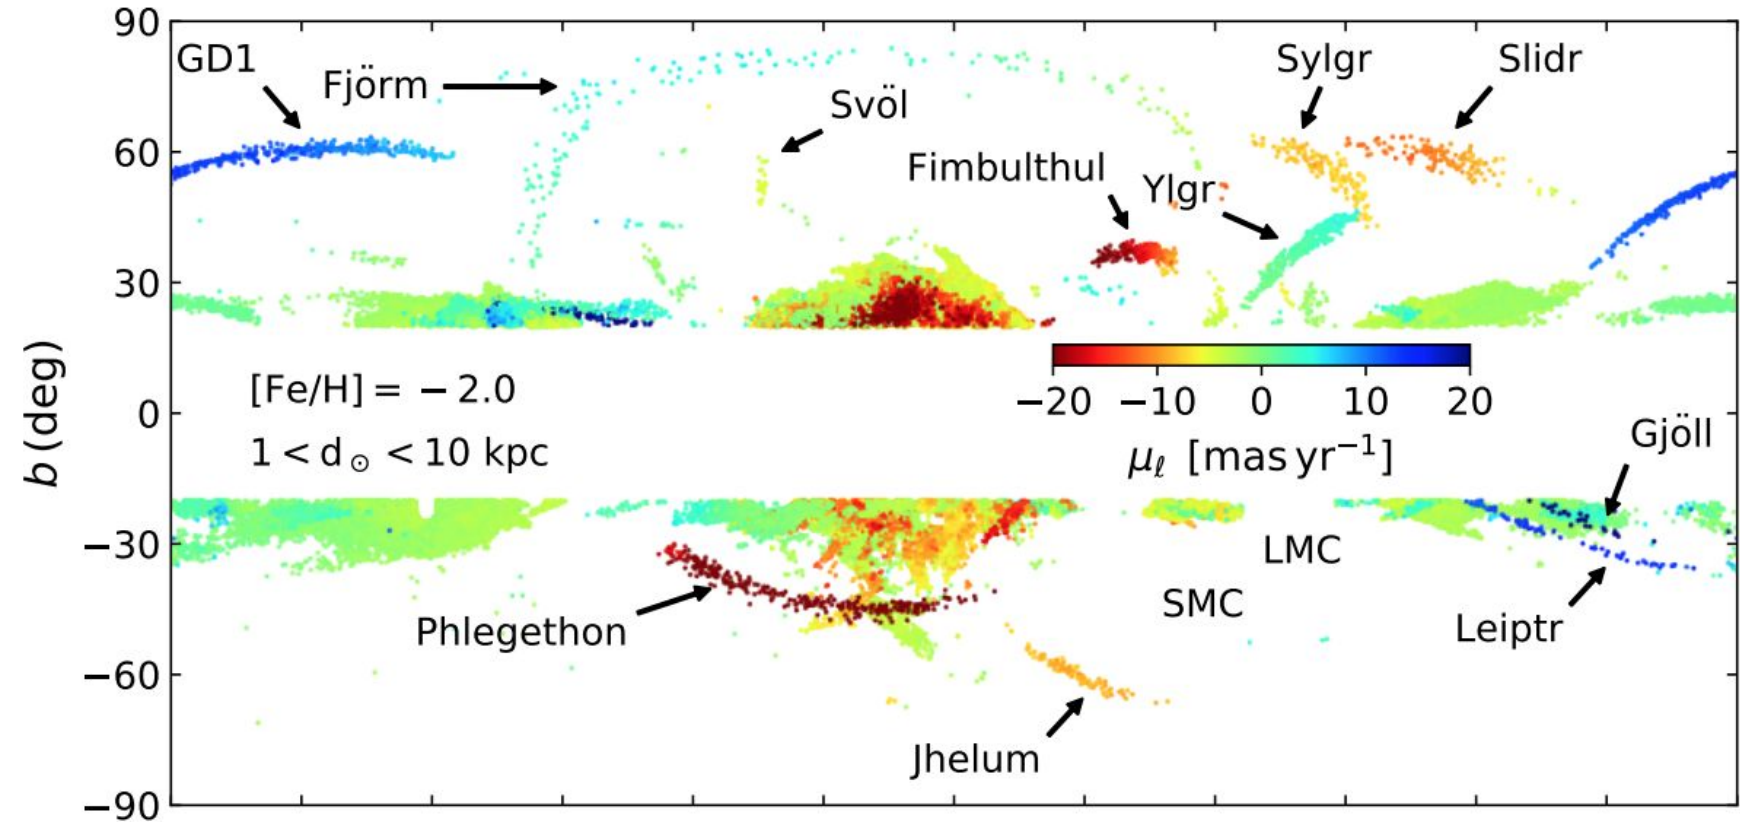 90
GD1
Fjörm
Svöl
Sylgr
Slidr
60
Fimbulthul
Ylgr
30
[Fe/H] = −2.0
1 < d⊙ < 10 kpc
−20 −10 0 10 20
μℓ [mas yr⁻¹]
b (deg)
0
Gjöll
−30
LMC
SMC
Phlegethon
Leiptr
−60
Jhelum
−90